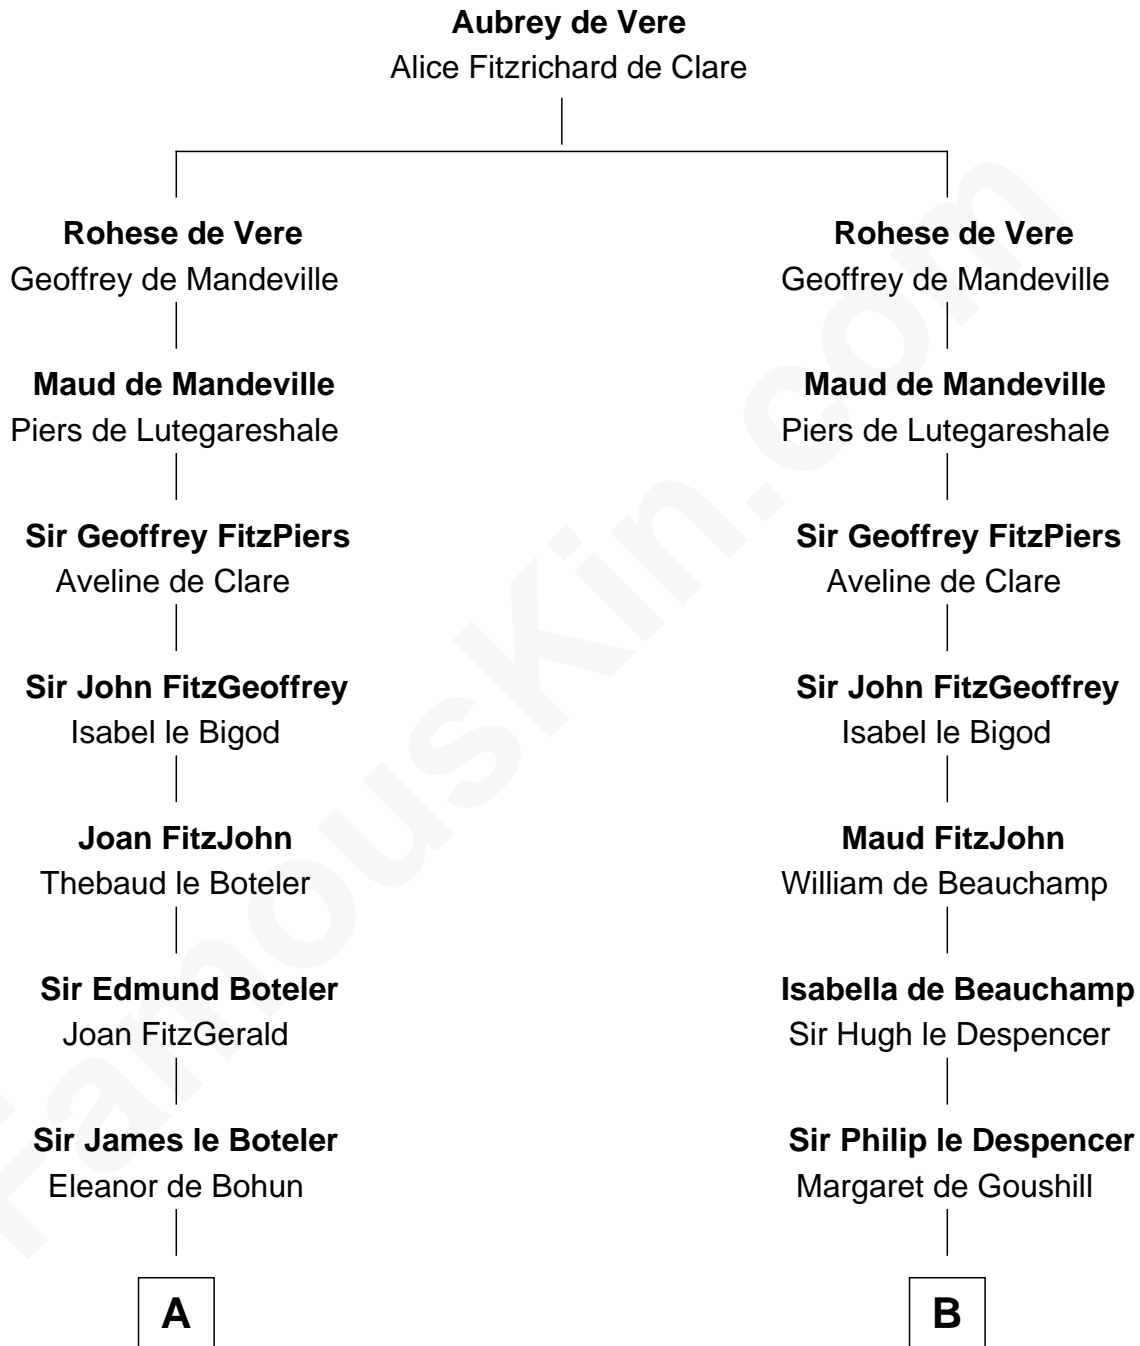 Aubrey de Vere
Alice Fitzrichard de Clare
Rohese de Vere
Geoffrey de Mandeville
Maud de Mandeville
Piers de Lutegareshale
Sir Geoffrey FitzPiers
Aveline de Clare
Sir John FitzGeoffrey
Isabel le Bigod
Joan FitzJohn
Thebaud le Boteler
Sir Edmund Boteler
Joan FitzGerald
Sir James le Boteler
Eleanor de Bohun
A
Rohese de Vere
Geoffrey de Mandeville
Maud de Mandeville
Piers de Lutegareshale
Sir Geoffrey FitzPiers
Aveline de Clare
Sir John FitzGeoffrey
Isabel le Bigod
Maud FitzJohn
William de Beauchamp
Isabella de Beauchamp
Sir Hugh le Despencer
Sir Philip le Despencer
Margaret de Goushill
B
FamousKin.com